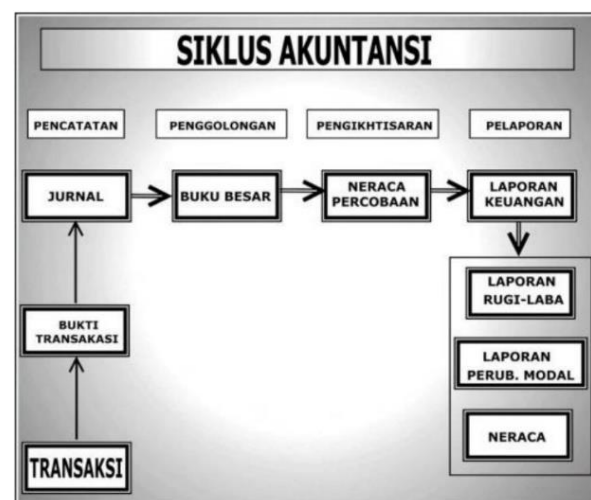 SIKLUS AKUNTANSI
PENCATATAN
PENGGOLONGAN
PENGIKHTISARAN
PELAPORAN
JURNAL
BUKU BESAR
NERACA
PERCOBAAN
LAPORAN
KEUANGAN
BUKTI
TRANSAKASI
TRANSAKSI
LAPORAN
RUGI-LABA
LAPORAN
PERUB. MODAL
NERACA